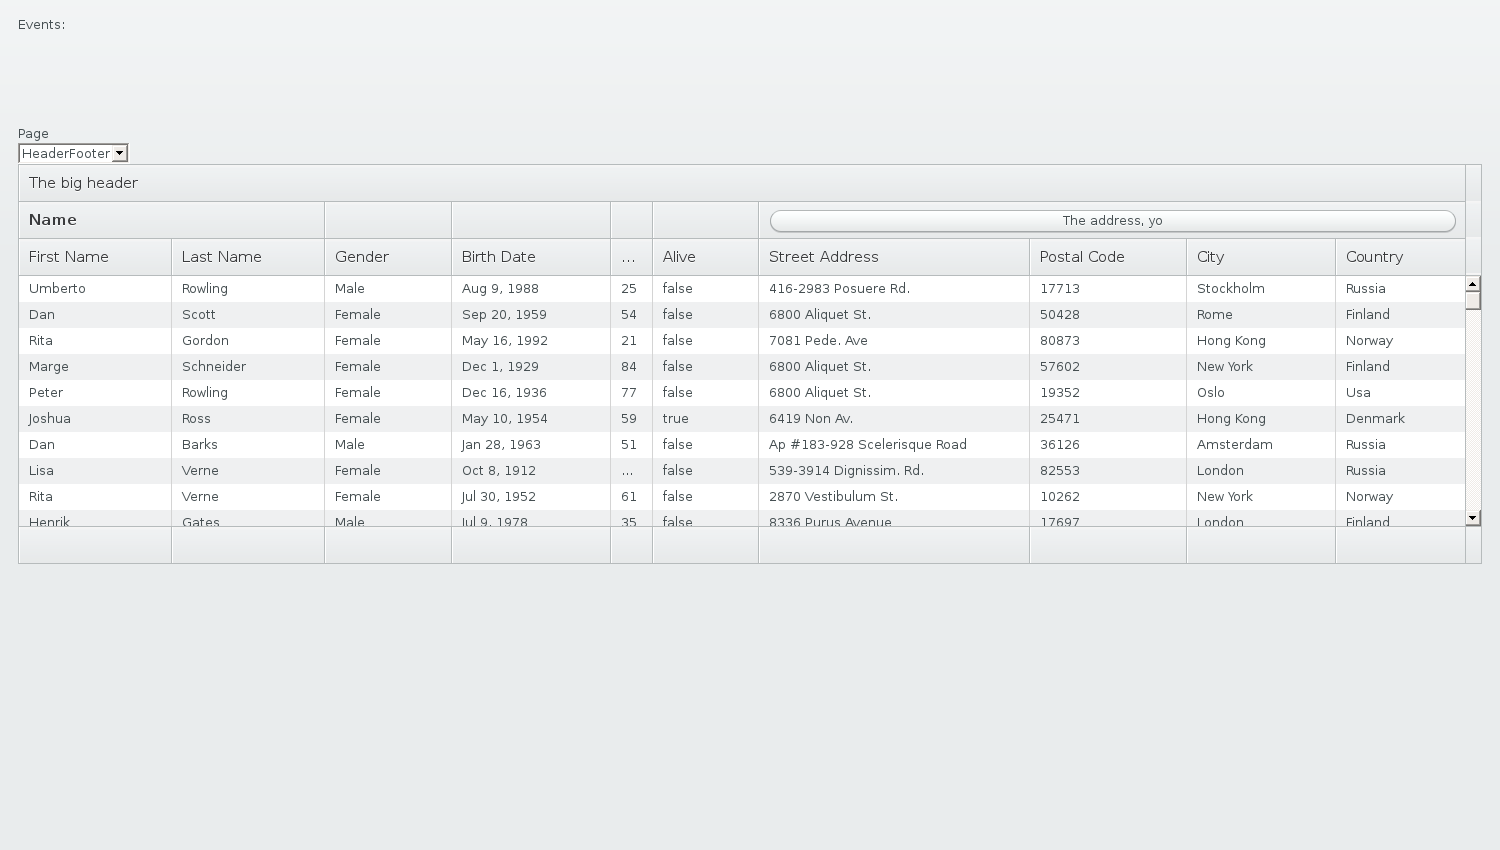 Events:
Page
HeaderFooter
The big header
Name The address, yo
First Name Last Name Gender Birth Date ... Alive Street Address Postal Code City Country
Umberto Rowling Male Aug 9, 1988 25 false 416-2983 Posuere Rd. 17713 Stockholm Russia
Dan Scott Female Sep 20, 1959 54 false 6800 Aliquet St. 50428 Rome Finland
Rita Gordon Female May 16, 1992 21 false 7081 Pede. Ave 80873 Hong Kong Norway
Marge Schneider Female Dec 1, 1929 84 false 6800 Aliquet St. 57602 New York Finland
Peter Rowling Female Dec 16, 1936 77 false 6800 Aliquet St. 19352 Oslo Usa
Joshua Ross Female May 10, 1954 59 true 6419 Non Av. 25471 Hong Kong Denmark
Dan Barks Male Jan 28, 1963 51 false Ap #183-928 Scelerisque Road 36126 Amsterdam Russia
Lisa Verne Female Oct 8, 1912 ... false 539-3914 Dignissim. Rd. 82553 London Russia
Rita Verne Female Jul 30, 1952 61 false 2870 Vestibulum St. 10262 New York Norway
Henrik Gates Male Jul 9, 1978 35 false 8336 Purus Avenue 17697 London Finland